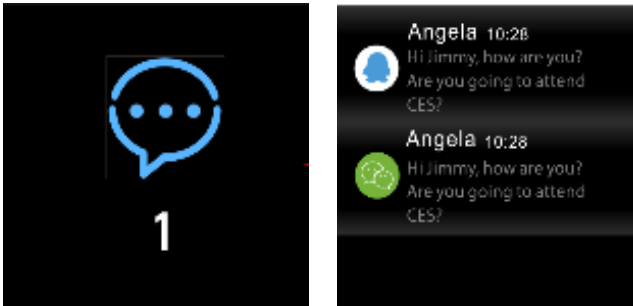 1
Angela 10:28
Hi Jimmy, how are you?
Are you going to attend
CES?
Angela 10:28
Hi Jimmy, how are you?
Are you going to attend
CES?